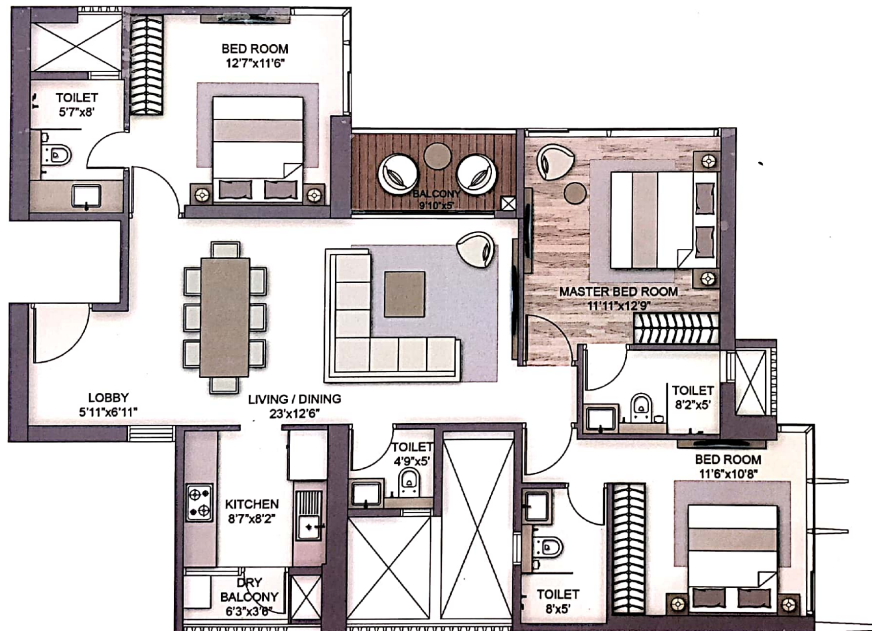 BED ROOM
12'7"x11'6"
TOILET
5'7"x8'
BALCONY
9'10"x5'
MASTER BED ROOM
11'11"x12'9"
LOBBY
5'11"x6'11"
LIVING / DINING
23'x12'6"
TOILET
8'2"x5'
TOILET
4'9"x5'
BED ROOM
11'6"x10'8"
KITCHEN
8'7"x8'2"
DRY
BALCONY
6'3"x3'6"
TOILET
8'x5'